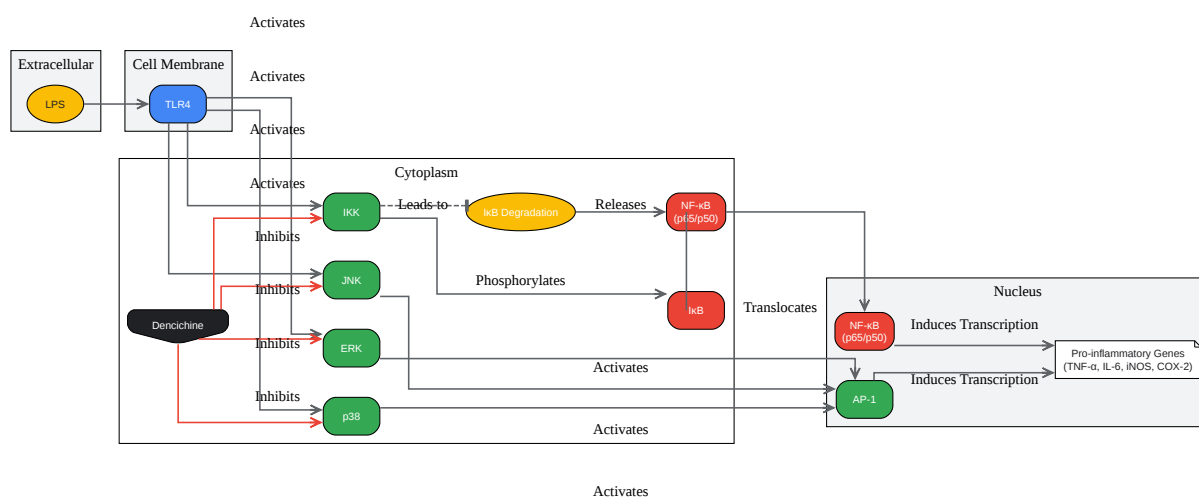 Activates
Extracellular
Cell Membrane
Activates
LPS
TLR4
Activates
Cytoplasm
Activates
Leads to
IKK
IκB Degradation
Releases
NF-κB
(p65/p50)
Inhibits
JNK
Phosphorylates
Inhibits
Nucleus
Translocates
IκB
Dencichine
NF-κB
(p65/p50)
Induces Transcription
Inhibits
ERK
Pro-inflammatory Genes
(TNF-α, IL-6, iNOS, COX-2)
Activates
Induces Transcription
Inhibits
AP-1
p38
Activates
Activates